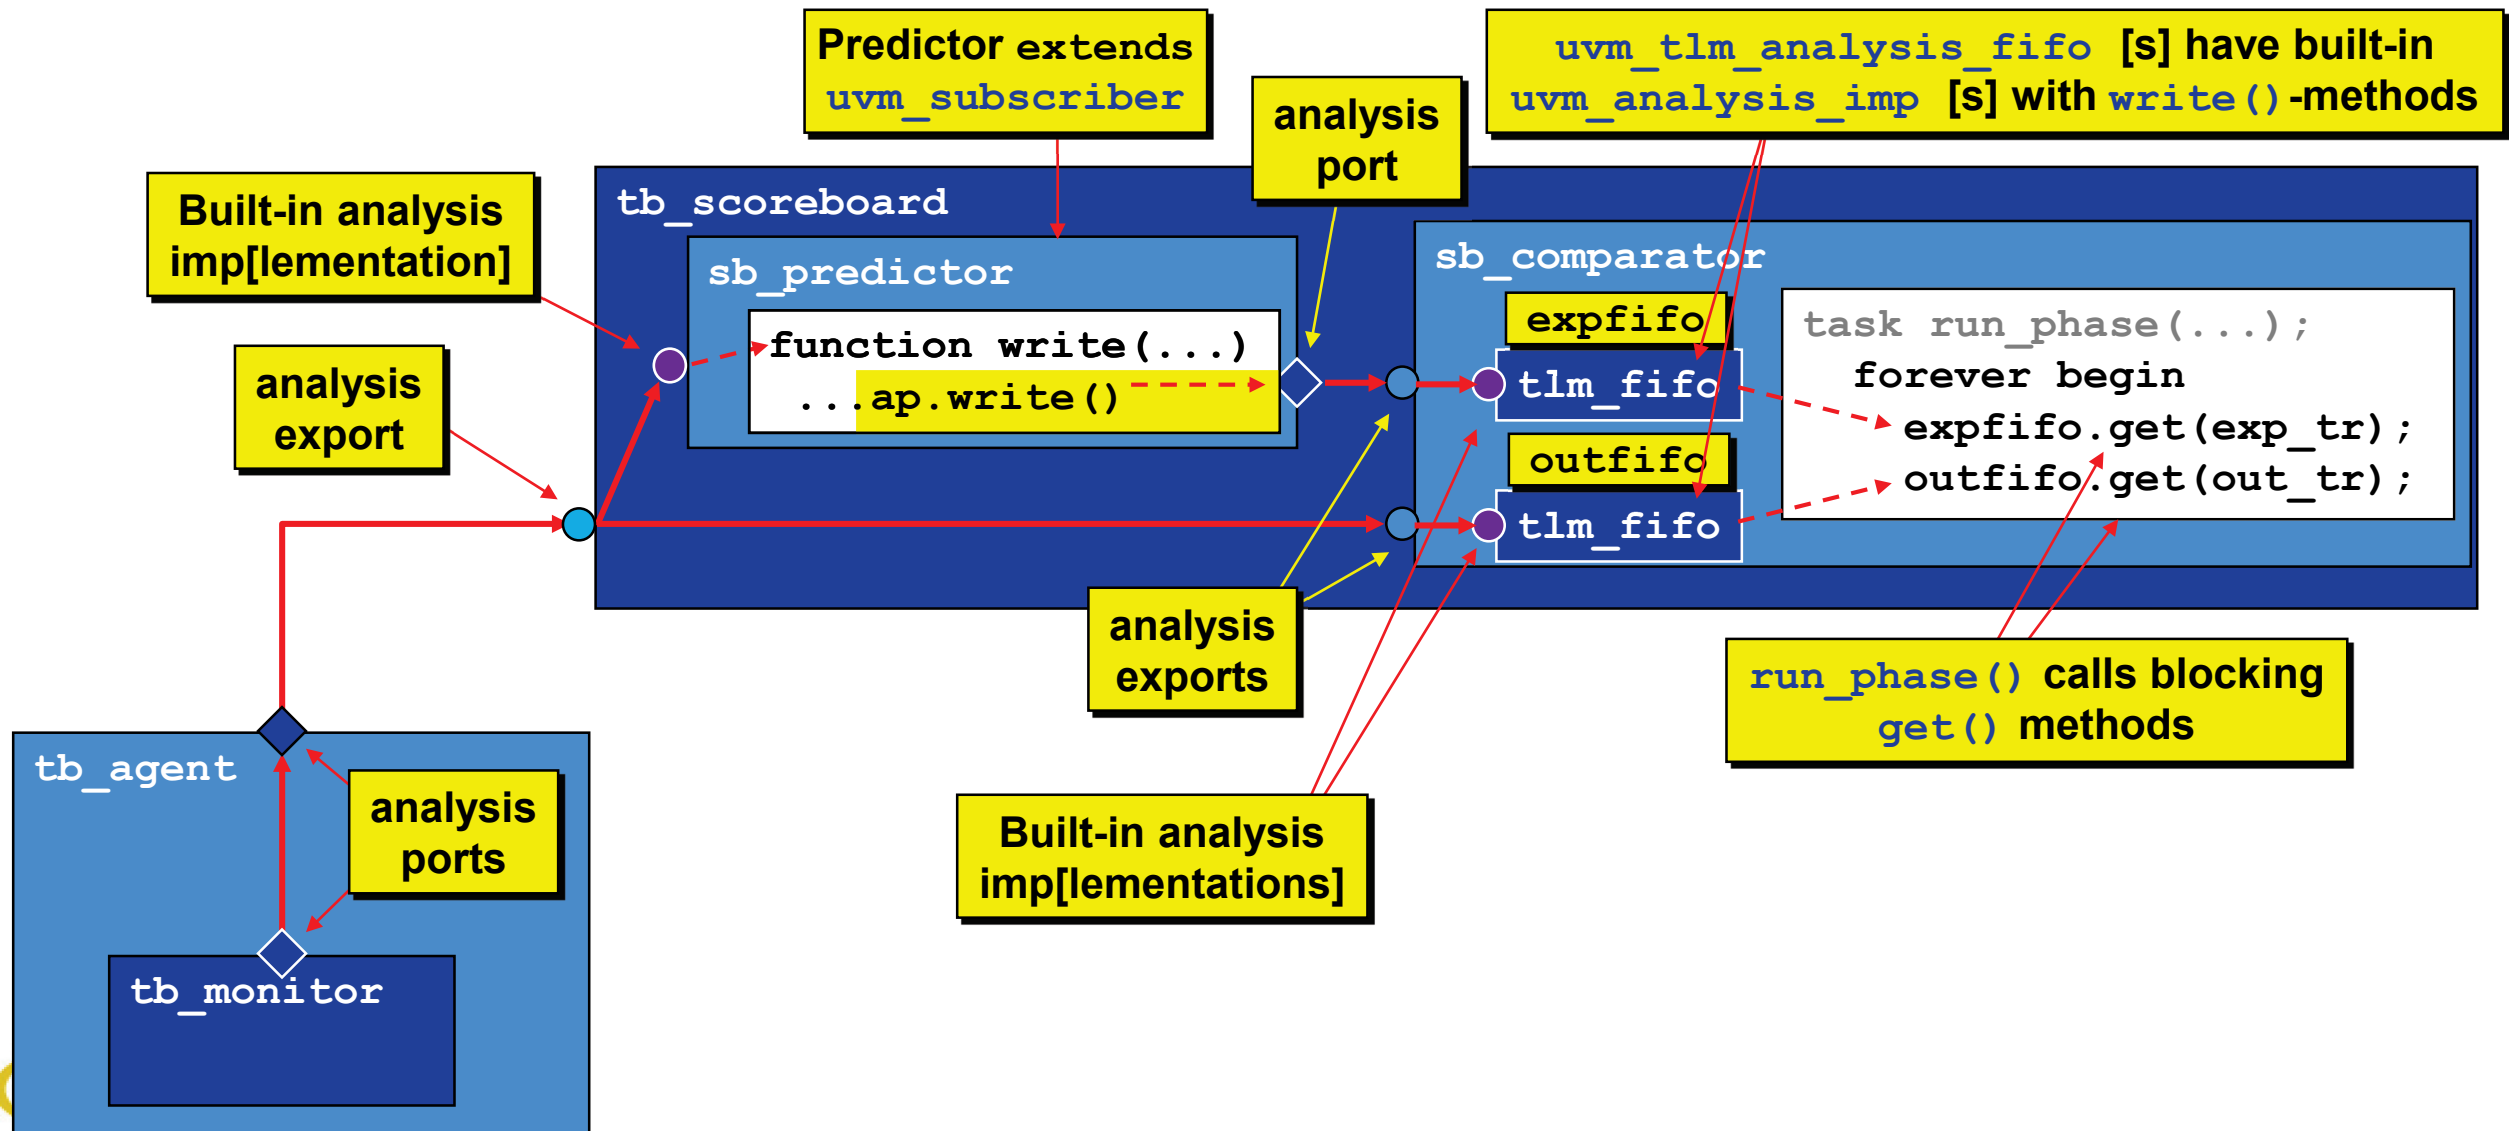 Predictor extends
uvm_subscriber
analysis
port
uvm_tlm_analysis_fifo [s] have built-in
uvm_analysis_imp [s] with write()-methods
Built-in analysis
imp[lementation]
analysis
export
tb_scoreboard
sb_predictor
function write(...)
...ap.write()
sb_comparator
expfifo
tlm_fifo
outfifo
tlm_fifo
task run_phase(...);
forever begin
expfifo.get(exp_tr);
outfifo.get(out_tr);
analysis
exports
run_phase() calls blocking
get() methods
tb_agent
analysis
ports
tb_monitor
Built-in analysis
imp[lementations]